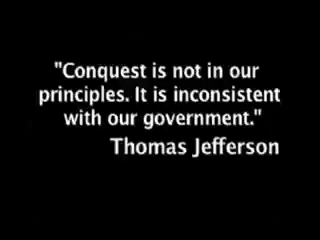 "Conquest is not in our
principles. It is inconsistent
with our government."
Thomas Jefferson